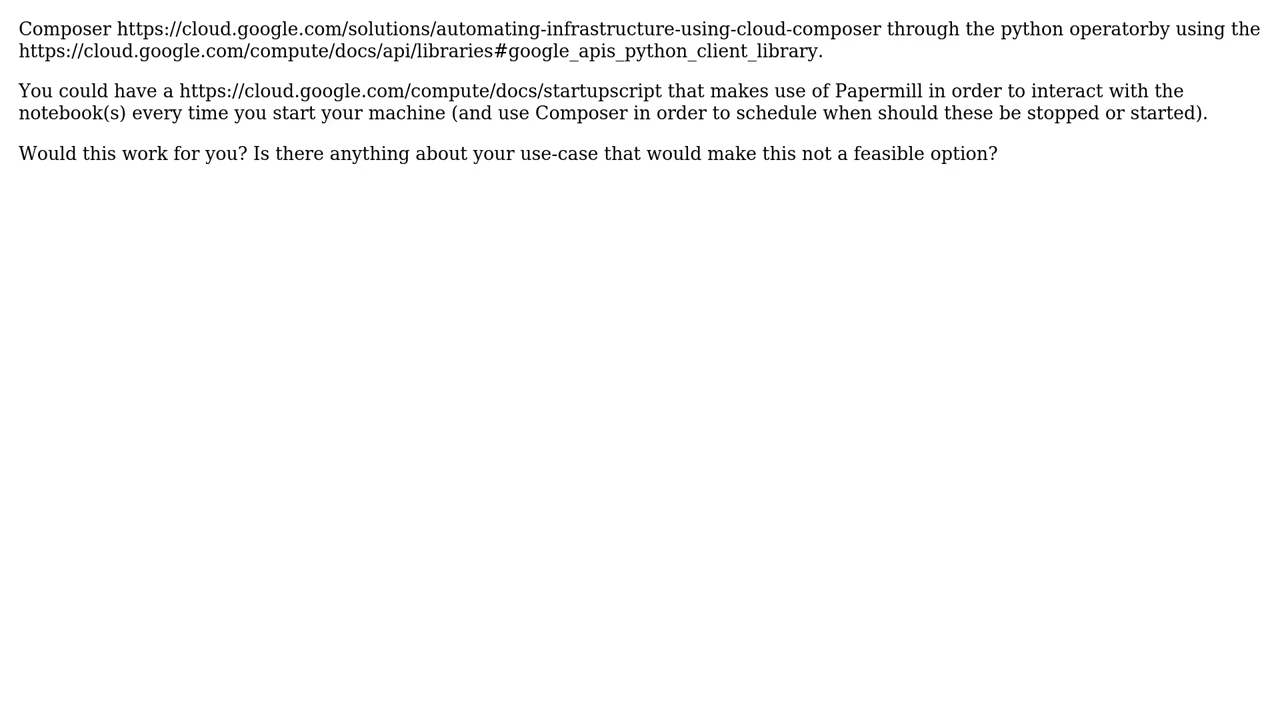 Composer https://cloud.google.com/solutions/automating-infrastructure-using-cloud-composer through the python operatorby using the
https://cloud.google.com/compute/docs/api/libraries#google_apis_python_client_library.
You could have a https://cloud.google.com/compute/docs/startupscript that makes use of Papermill in order to interact with the
notebook(s) every time you start your machine (and use Composer in order to schedule when should these be stopped or started).
Would this work for you? Is there anything about your use-case that would make this not a feasible option?